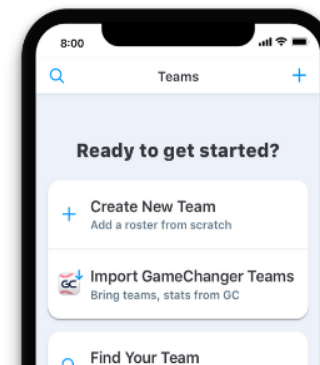 8:00
Teams
Ready to get started?
Create New Team
Add a roster from scratch
GC
Import GameChanger Teams
Bring teams, stats from GC
Find Your Team